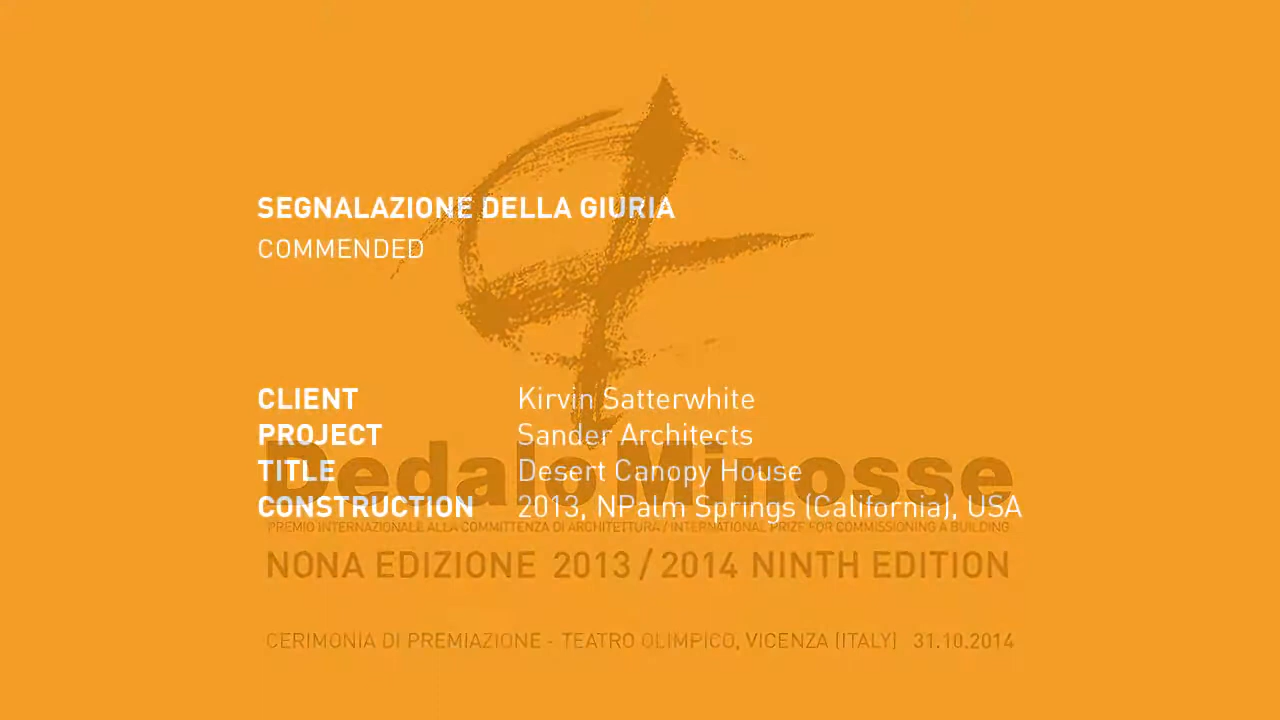 SEGNALAZIONE DELLA GIURIA
COMMENDED
CLIENT Kirvin Satterwhite
PROJECT Sander Architects
TITLE Desert Canopy House
CONSTRUCTION 2013, NPalm Springs (California), USA
Dedalo Minosse
PREMIO INTERNAZIONALE ALLA COMMITTENZA DI ARCHITETTURA / INTERNATIONAL PRIZE FOR COMMISSIONING A BUILDING
NONA EDIZIONE 2013 / 2014 NINTH EDITION
CERIMONIA DI PREMIAZIONE - TEATRO OLIMPICO, VICENZA (ITALY) 31.10.2014